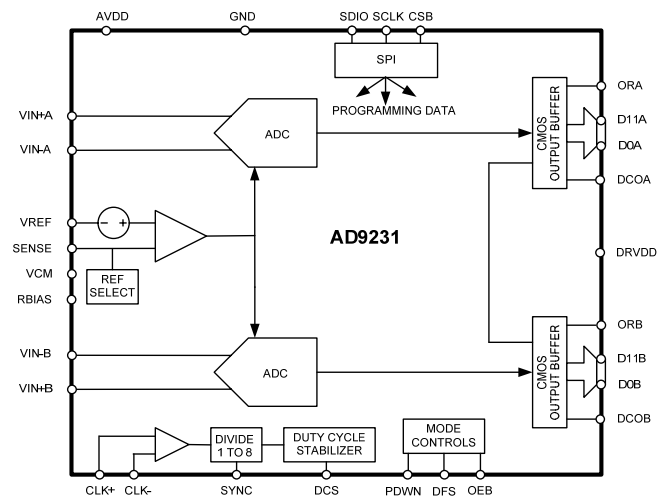 AVDD
GND
SDIO SCLK CSB
SPI
PROGRAMMING DATA
VIN+A
VIN–A
ADC
CMOS
OUTPUT BUFFER
ORA
D11A
D0A
DCOA
VREF
– +
SENSE
REF
SELECT
VCM
RBIAS
AD9231
DRVDD
VIN–B
VIN+B
ADC
CMOS
OUTPUT BUFFER
ORB
D11B
D0B
DCOB
DIVIDE
1 TO 8
DUTY CYCLE
STABILIZER
MODE
CONTROLS
CLK+ CLK–
SYNC
DCS
PDWN DFS OEB